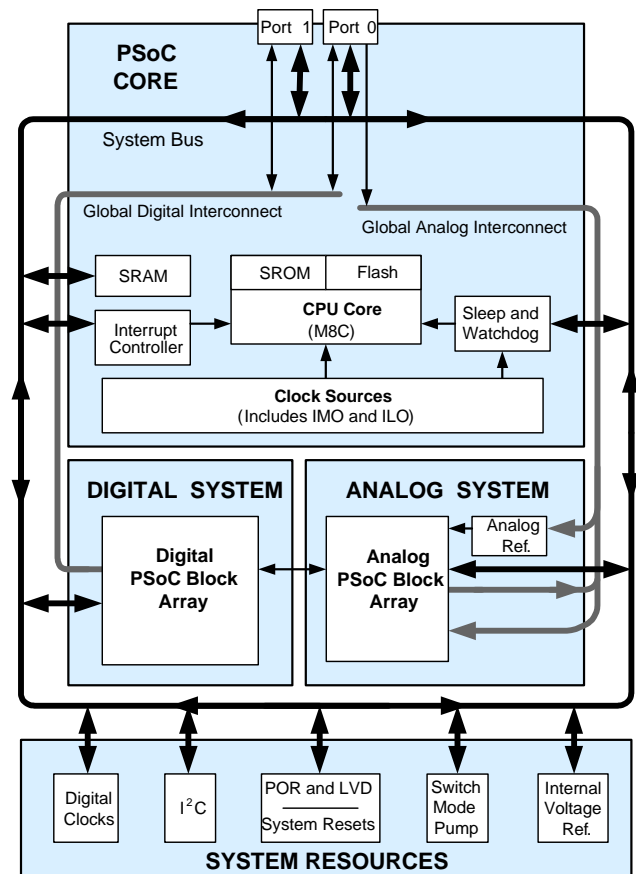 Port 1 Port 0
PSoC
CORE
System Bus
Global Digital Interconnect
Global Analog Interconnect
SRAM
SROM Flash
CPU Core
(M8C)
Interrupt
Controller
Sleep and
Watchdog
Clock Sources
(Includes IMO and ILO)
DIGITAL SYSTEM
Digital
PSoC Block
Array
ANALOG SYSTEM
Analog
PSoC Block
Array
Analog
Ref.
Digital
Clocks
I²C
POR and LVD
System Resets
Switch
Mode
Pump
Internal
Voltage
Ref.
SYSTEM RESOURCES